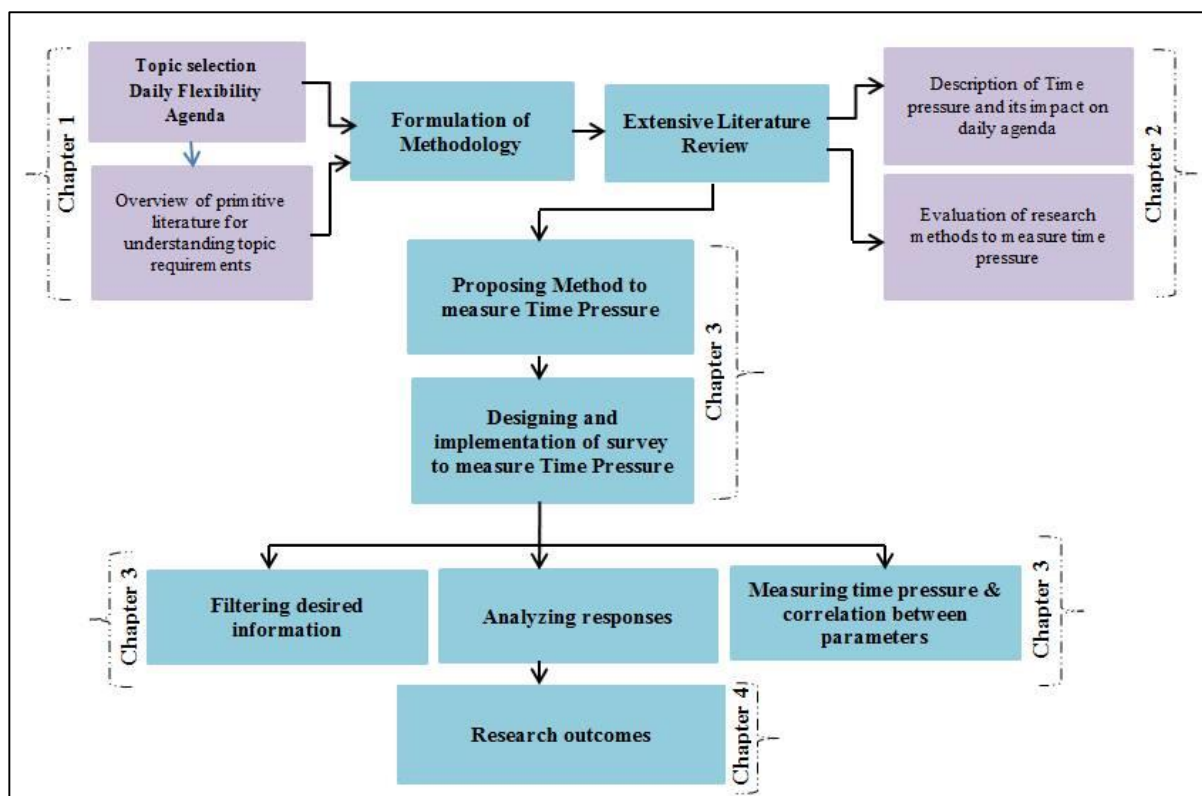 Chapter 1
Topic selection
Daily Flexibility
Agenda
Overview of primitive
literature for
understanding topic
requirements
Formulation of
Methodology
Extensive Literature
Review
Description of Time
pressure and its impact on
daily agenda
Evaluation of research
methods to measure time
pressure
Chapter 2
Proposing Method to
measure Time Pressure
Designing and
implementation of survey
to measure Time Pressure
Chapter 3
Chapter 3
Filtering desired
information
Analyzing responses
Measuring time pressure &
correlation between
parameters
Chapter 3
Research outcomes
Chapter 4